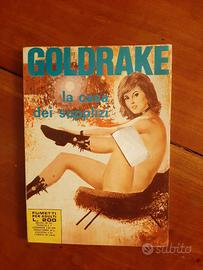 GOLDRAKE
la casa
dei supplizi
FUMETTI
PER ADULTI
L. 200
subito